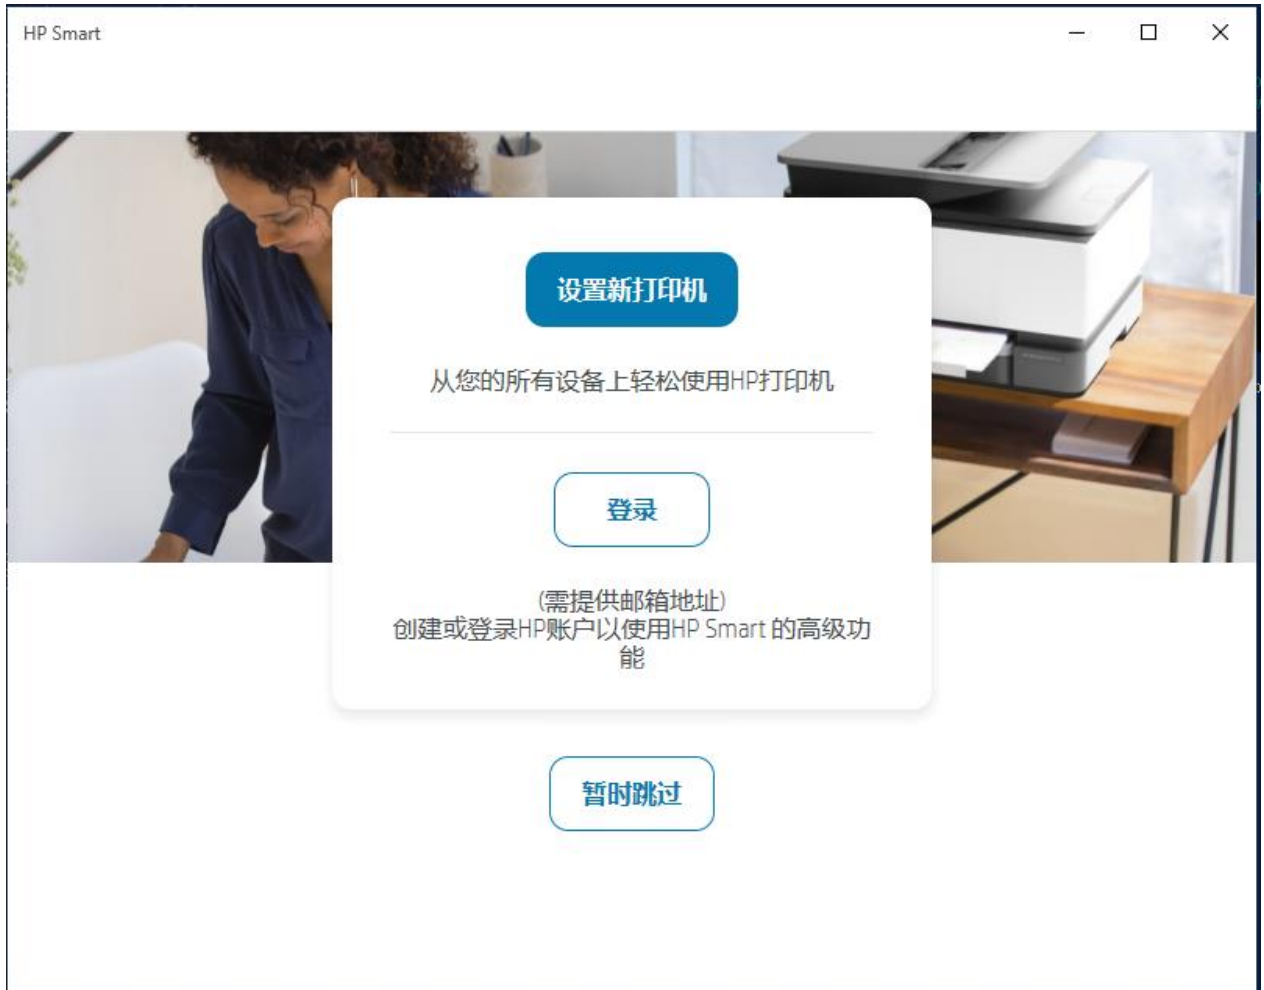 HP Smart
设置新打印机
从您的所有设备上轻松使用HP打印机
登录
(需提供邮箱地址)
创建或登录HP账户以使用HP Smart 的高级功
能
暂时跳过